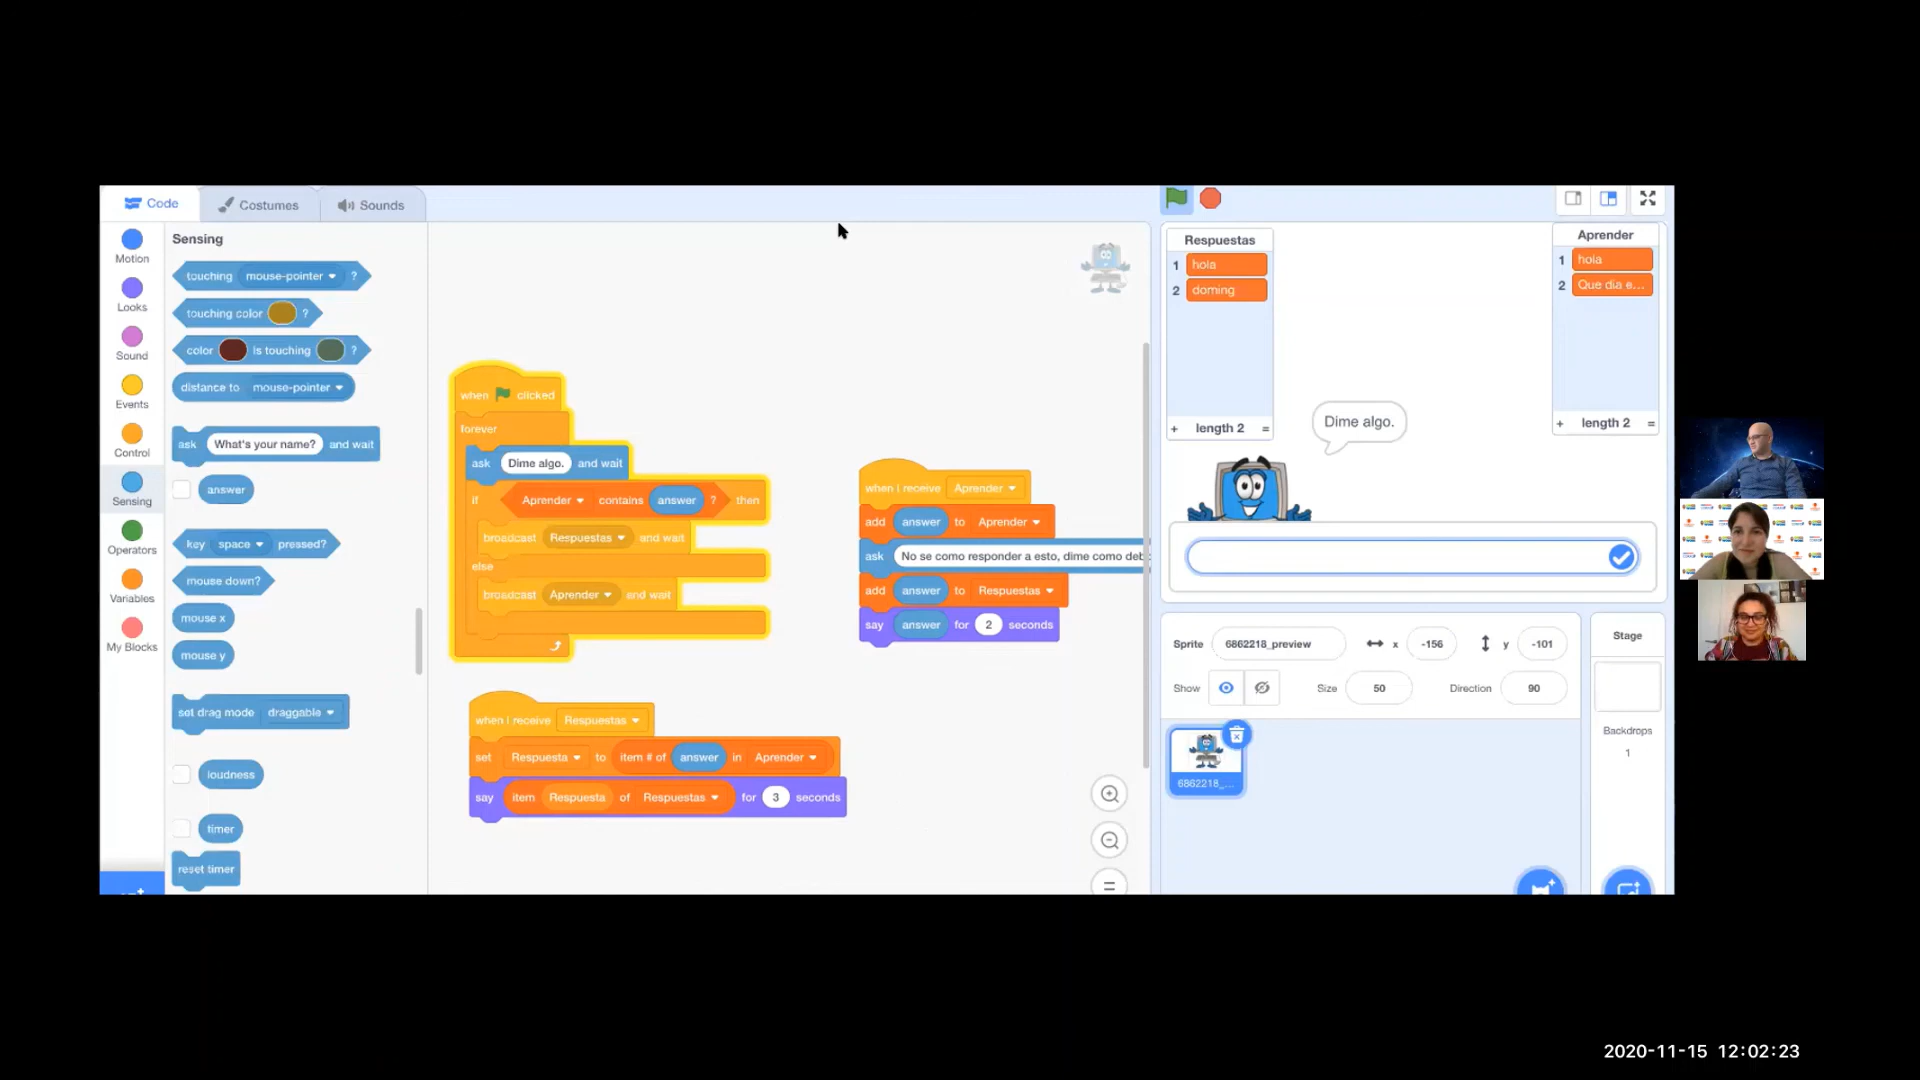 Code
Costumes
Sounds
Motion
Looks
Sound
Events
Control
Sensing
Operators
Variables
My Blocks
Sensing
touching mouse-pointer ?
touching color ?
color is touching ?
distance to mouse-pointer
ask What's your name? and wait
answer
key space pressed?
mouse down?
mouse x
mouse y
set drag mode draggable
loudness
timer
reset timer
when clicked
forever
ask Dime algo. and wait
if Aprender contains answer ? then
broadcast Respuestas and wait
else
broadcast Aprender and wait
when I receive Respuestas
set Respuesta to item # of answer in Aprender
say item Respuesta of Respuestas for 3 seconds
when I receive Aprender
add answer to Aprender
ask No se como responder a esto, dime como deb
add answer to Respuestas
say answer for 2 seconds
Respuestas
1 hola
2 doming
+ length 2 =
Aprender
1 hola
2 Que dia e...
+ length 2 =
Dime algo.
Sprite 6862218_preview x -156 y -101
Show Size 50 Direction 90
6862218_...
Stage
Backdrops
1
2020-11-15 12:02:23